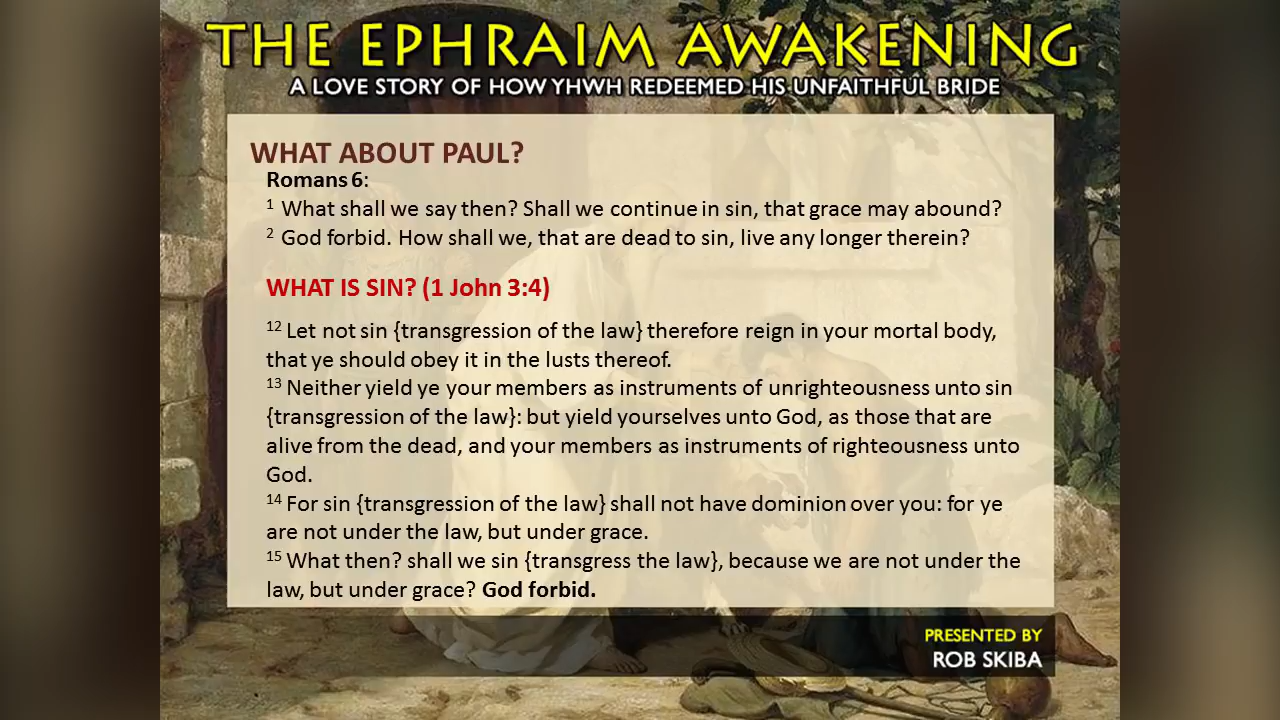 THE EPHRAIM AWAKENING
A LOVE STORY OF HOW YHWH REDEEMED HIS UNFAITHFUL BRIDE
WHAT ABOUT PAUL?
Romans 6:
1 What shall we say then? Shall we continue in sin, that grace may abound?
2 God forbid. How shall we, that are dead to sin, live any longer therein?
WHAT IS SIN? (1 John 3:4)
12 Let not sin {transgression of the law} therefore reign in your mortal body,
that ye should obey it in the lusts thereof.
13 Neither yield ye your members as instruments of unrighteousness unto sin
{transgression of the law}: but yield yourselves unto God, as those that are
alive from the dead, and your members as instruments of righteousness unto
God.
14 For sin {transgression of the law} shall not have dominion over you: for ye
are not under the law, but under grace.
15 What then? shall we sin {transgress the law}, because we are not under the
law, but under grace? God forbid.
PRESENTED BY
ROB SKIBA